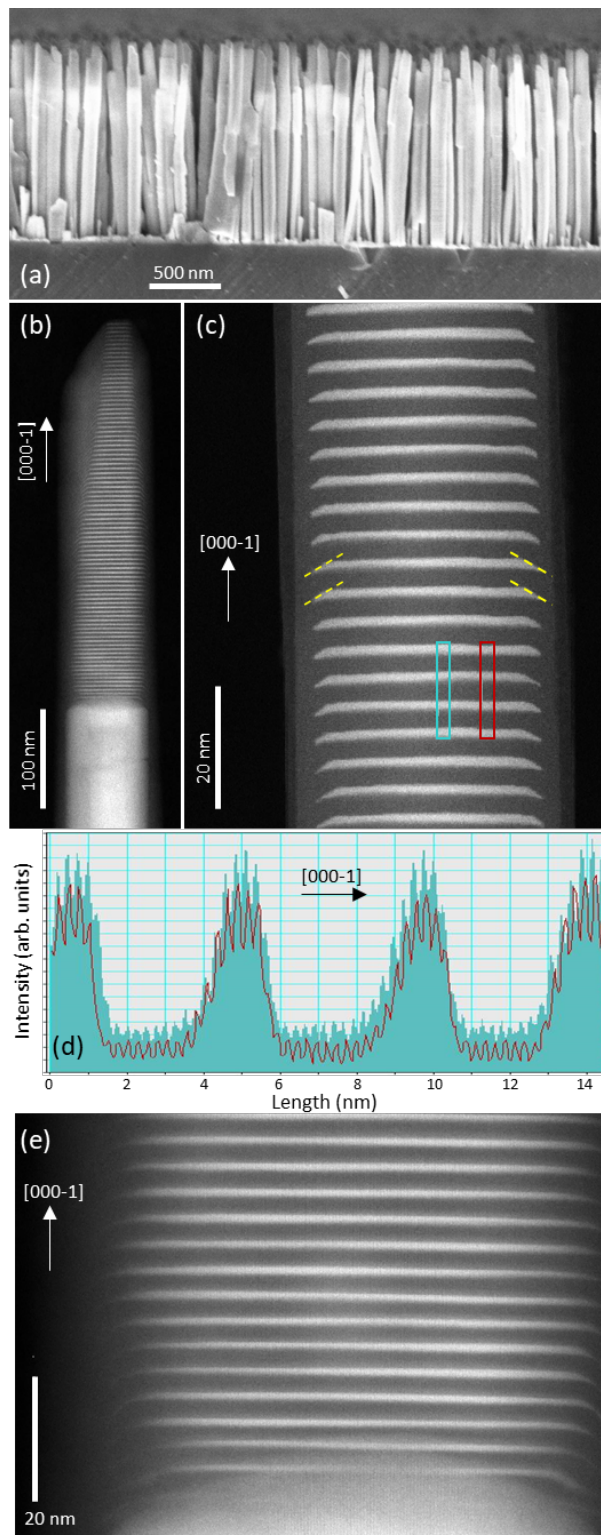 (a)
500 nm
(b)
[000-1]
100 nm
(c)
[000-1]
20 nm
Intensity (arb. units)
[000-1]
(d)
0 2 4 6 8 10 12 14
Length (nm)
(e)
[000-1]
20 nm